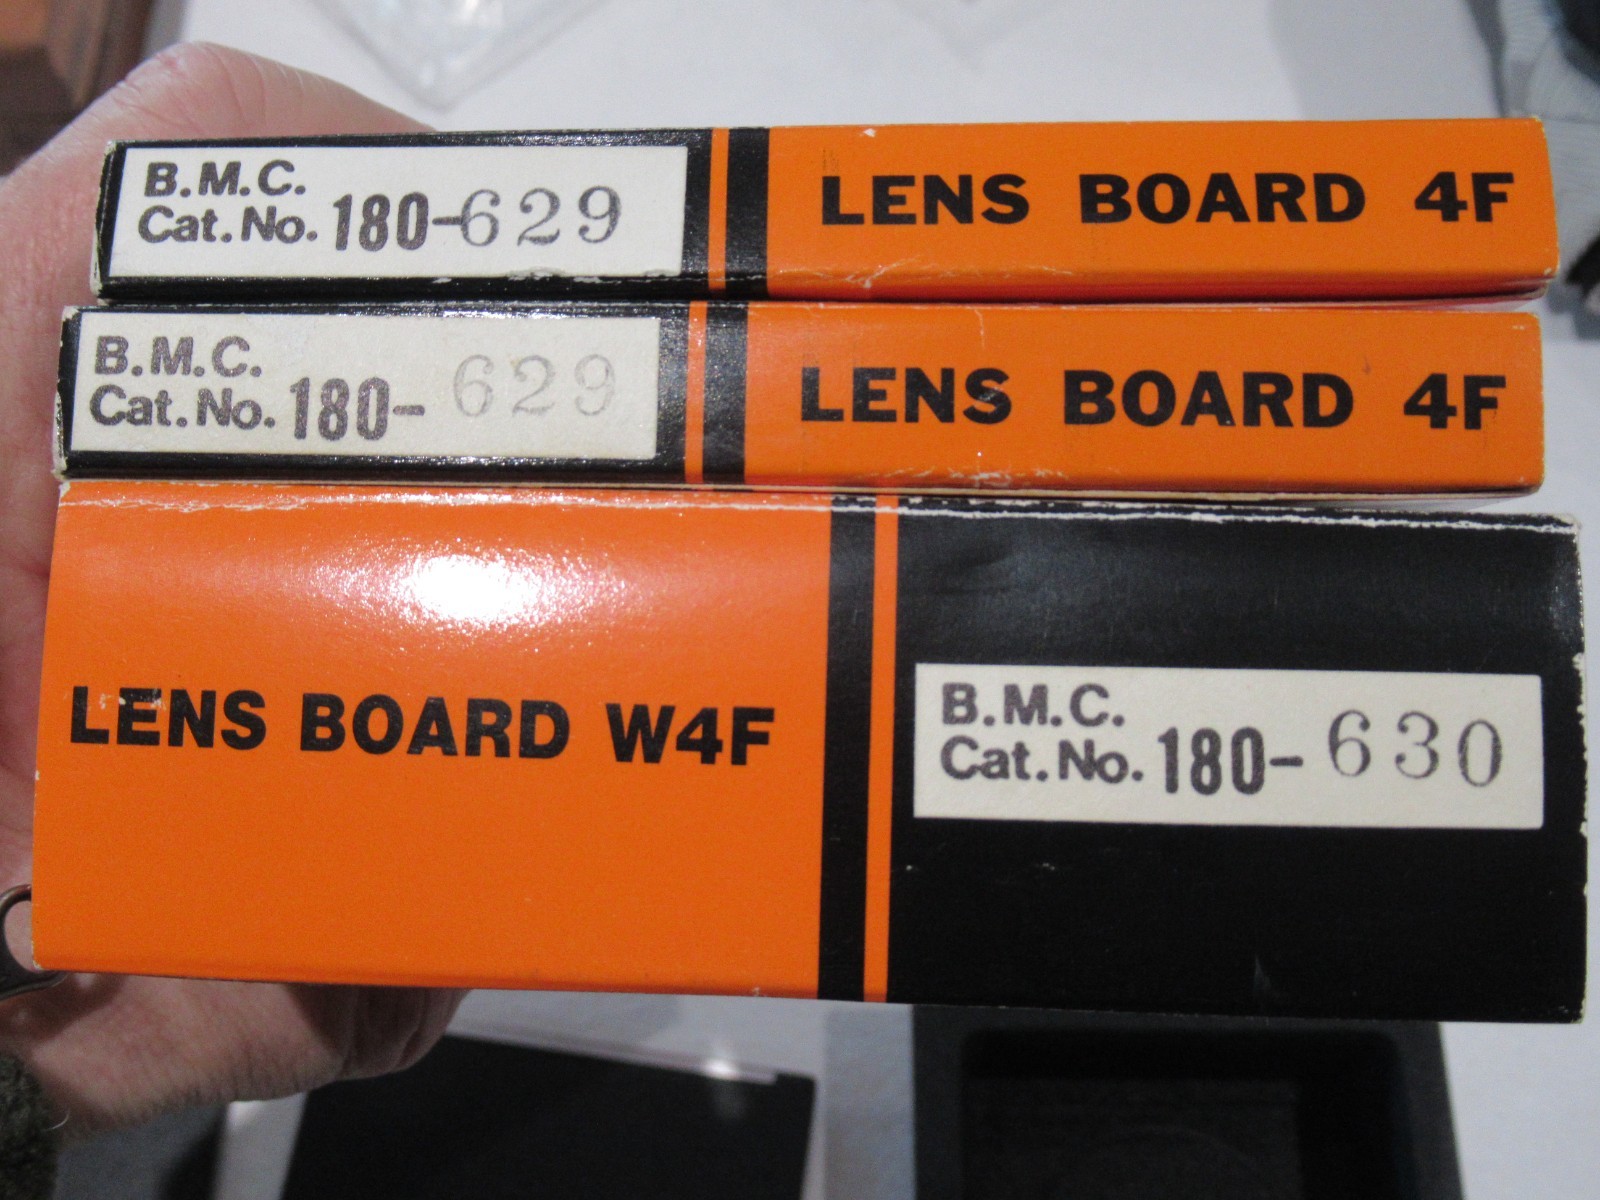 B.M.C.
Cat.No. 180-629
LENS BOARD 4F
B.M.C.
Cat.No. 180-629
LENS BOARD 4F
LENS BOARD W4F
B.M.C.
Cat.No. 180-630